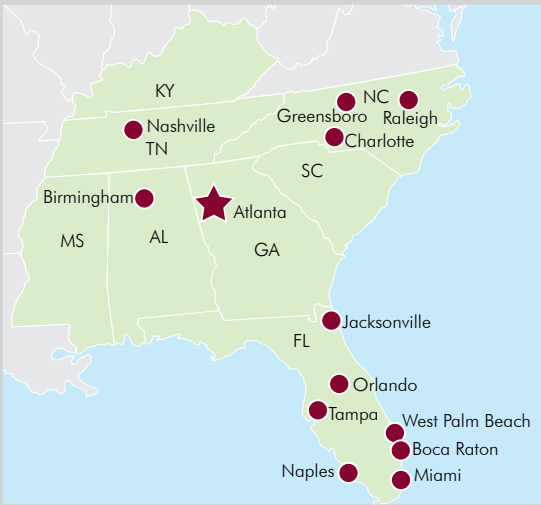 KY
NC
Greensboro
Raleigh
Nashville
Charlotte
TN
SC
Birmingham
Atlanta
MS
AL
GA
Jacksonville
FL
Orlando
Tampa
West Palm Beach
Boca Raton
Naples
Miami